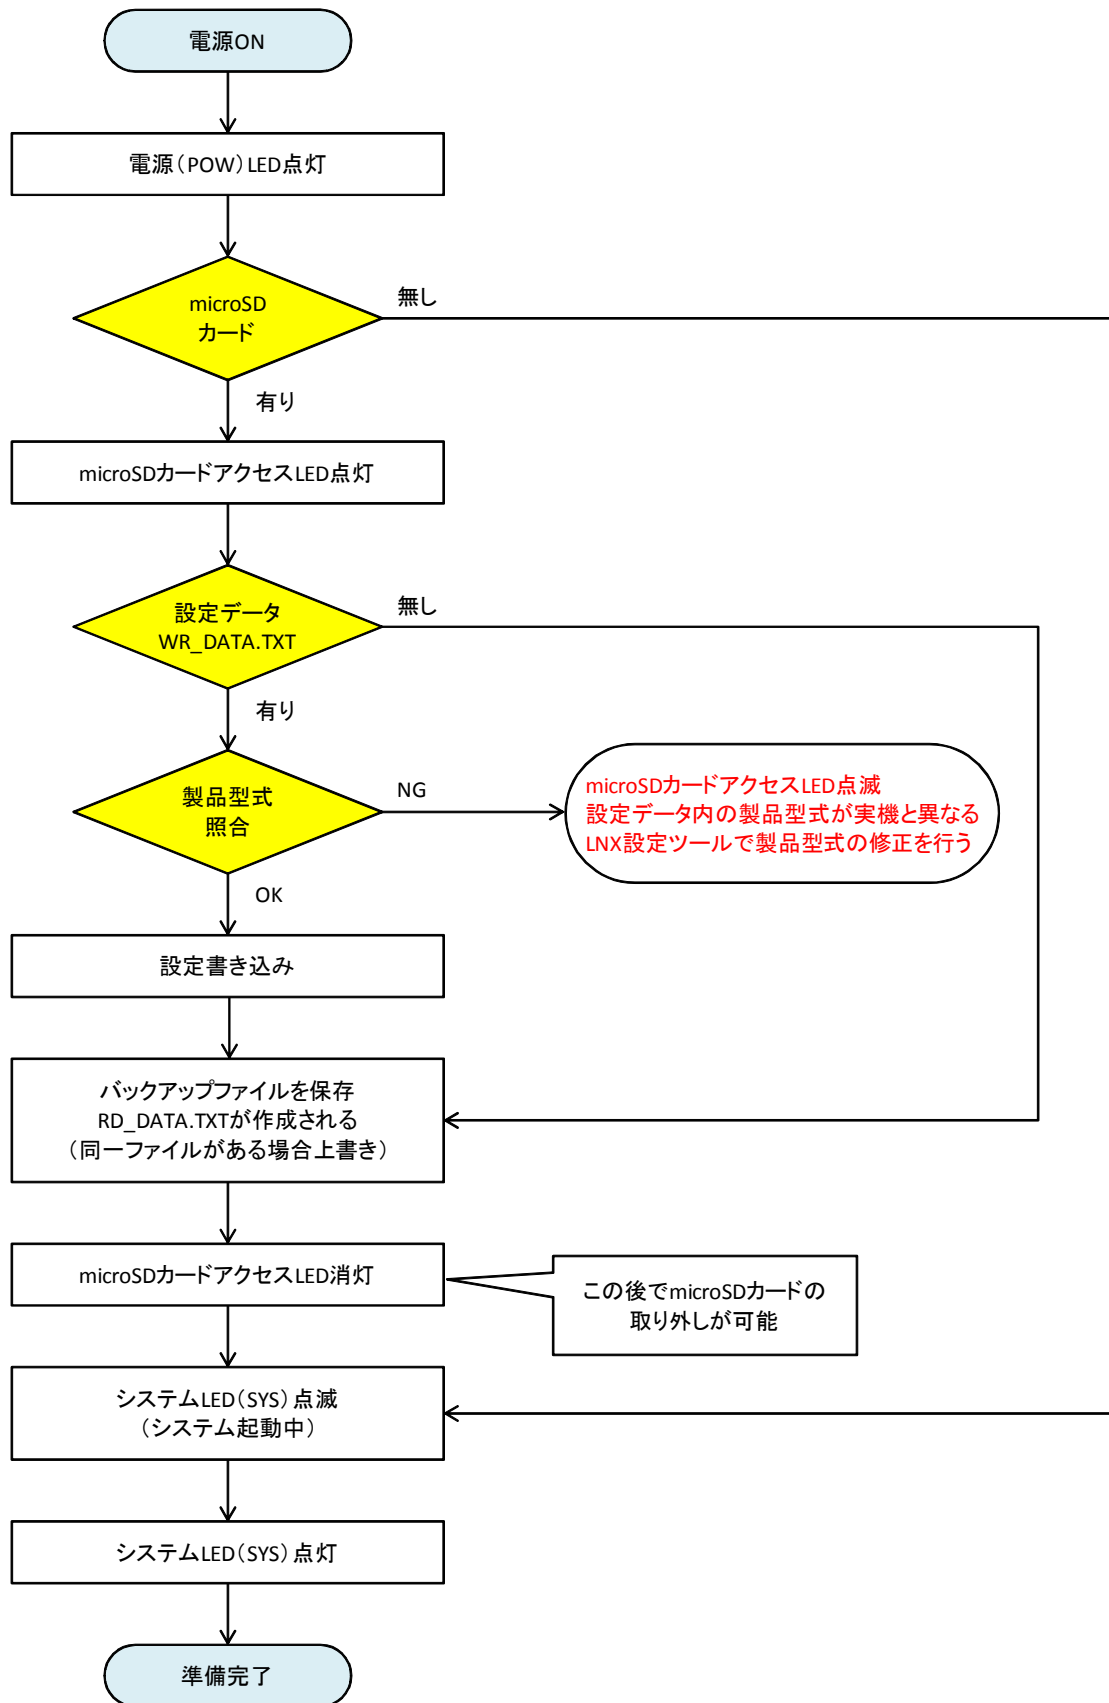 電源ON
電源（POW）LED点灯
microSD
カード
無し
有り
microSDカードアクセスLED点灯
設定データ
WR_DATA.TXT
無し
有り
製品型式
照合
NG
microSDカードアクセスLED点滅
設定データ内の製品型式が実機と異なる
LNX設定ツールで製品型式の修正を行う
OK
設定書き込み
バックアップファイルを保存
RD_DATA.TXTが作成される
（同一ファイルがある場合上書き）
microSDカードアクセスLED消灯
この後でmicroSDカードの
取り外しが可能
システムLED（SYS）点滅
（システム起動中）
システムLED（SYS）点灯
準備完了